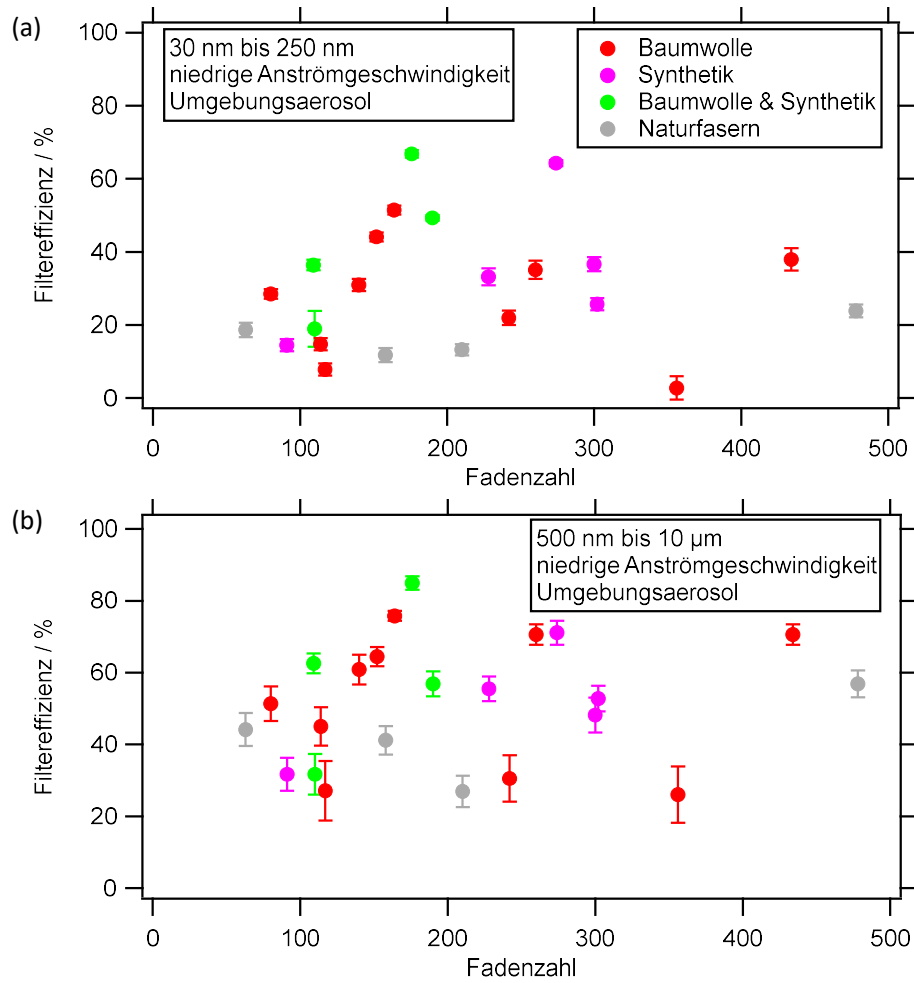 (a)
100
80
60
40
20
0
Filtereffizienz / %
30 nm bis 250 nm
niedrige Anströmgeschwindigkeit
Umgebungsaerosol
Baumwolle
Synthetik
Baumwolle & Synthetik
Naturfasern
0 100 200 300 400 500
Fadenzahl
(b)
100
80
60
40
20
0
Filtereffizienz / %
500 nm bis 10 µm
niedrige Anströmgeschwindigkeit
Umgebungsaerosol
0 100 200 300 400 500
Fadenzahl